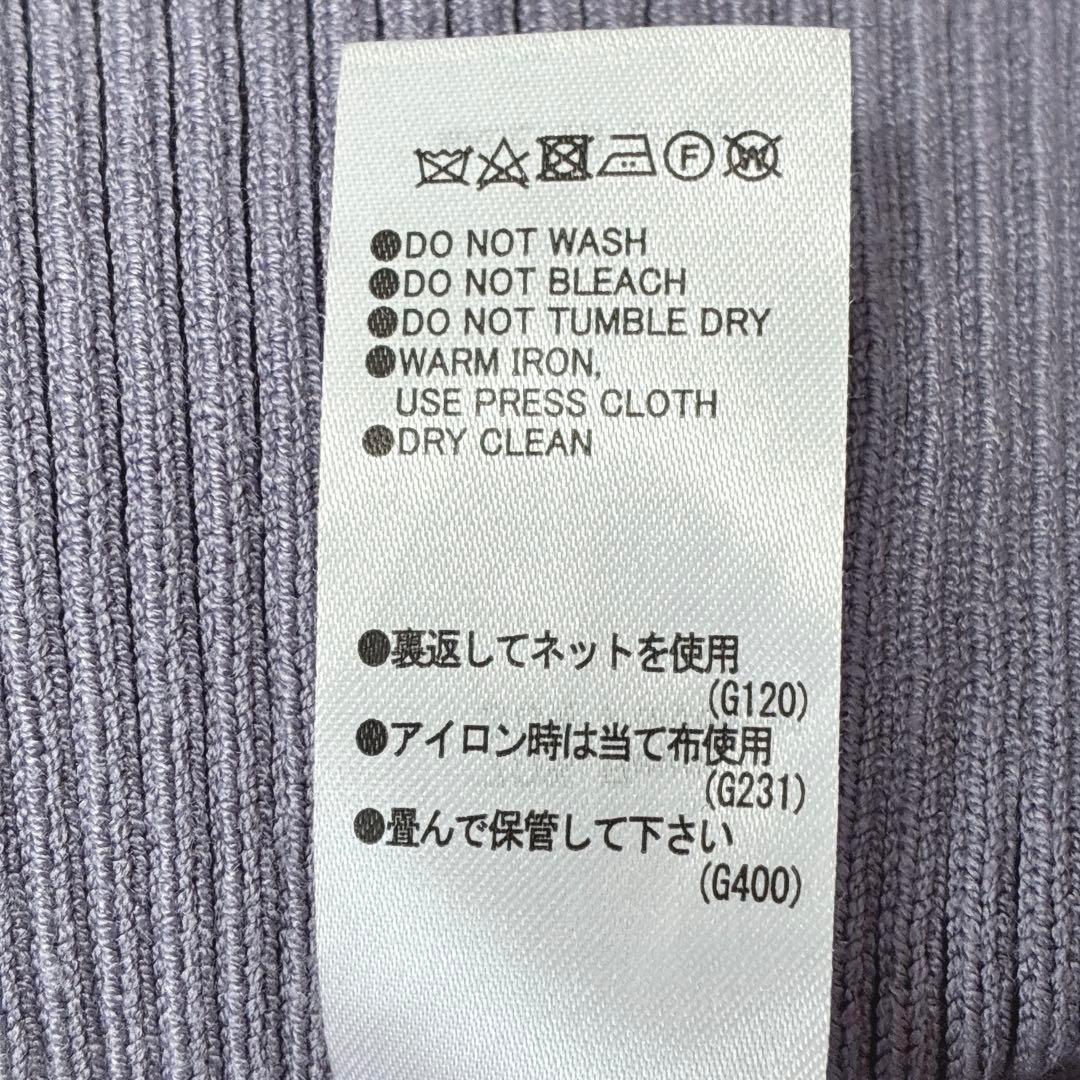 F W
●DO NOT WASH
●DO NOT BLEACH
●DO NOT TUMBLE DRY
●WARM IRON,
USE PRESS CLOTH
●DRY CLEAN
●裏返してネットを使用
(G120)
●アイロン時は当て布使用
(G231)
●畳んで保管して下さい
(G400)